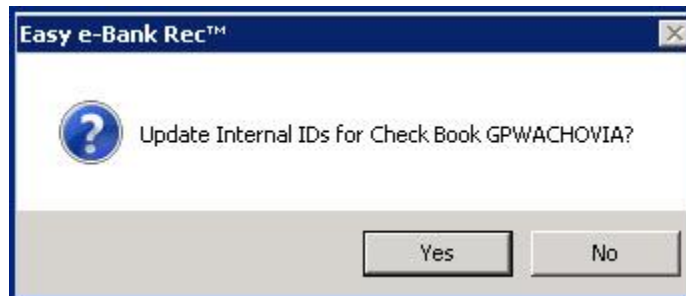 Easy e-Bank Rec™
Update Internal IDs for Check Book GPWACHOVIA?
Yes
No